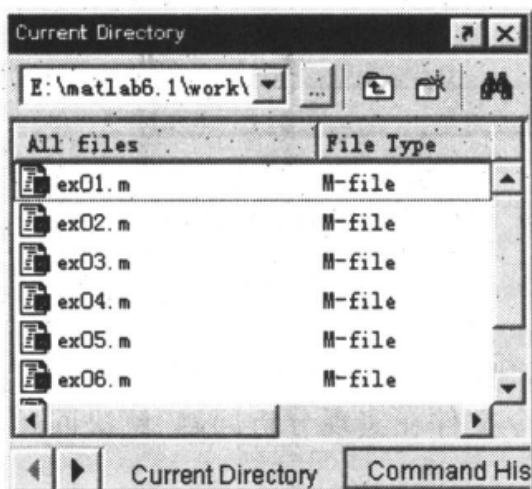 Current Directory
E:\matlab6.1\work\ ...
All files File Type
ex01.m M-file
ex02.m M-file
ex03.m M-file
ex04.m M-file
ex05.m M-file
ex06.m M-file
Current Directory Command His